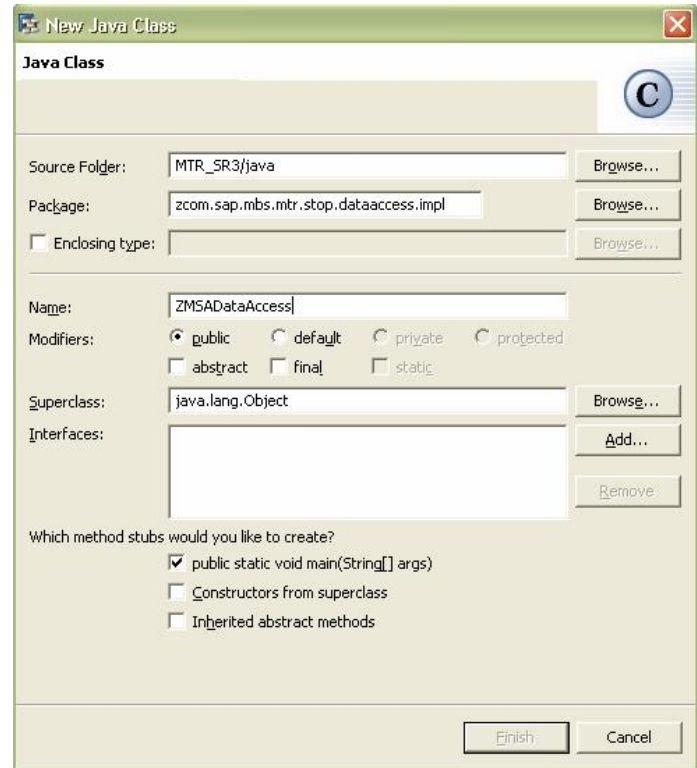 New Java Class
Java Class
C
Source Folder: MTR_SR3/java Browse...
Package: zcom.sap.mbs.mtr.stop.dataaccess.impl Browse...
Enclosing type: Browse...
Name: ZMSADataAccess
Modifiers: public default private protected
abstract final static
Superclass: java.lang.Object Browse...
Interfaces: Add...
Remove
Which method stubs would you like to create?
public static void main(String[] args)
Constructors from superclass
Inherited abstract methods
Finish Cancel